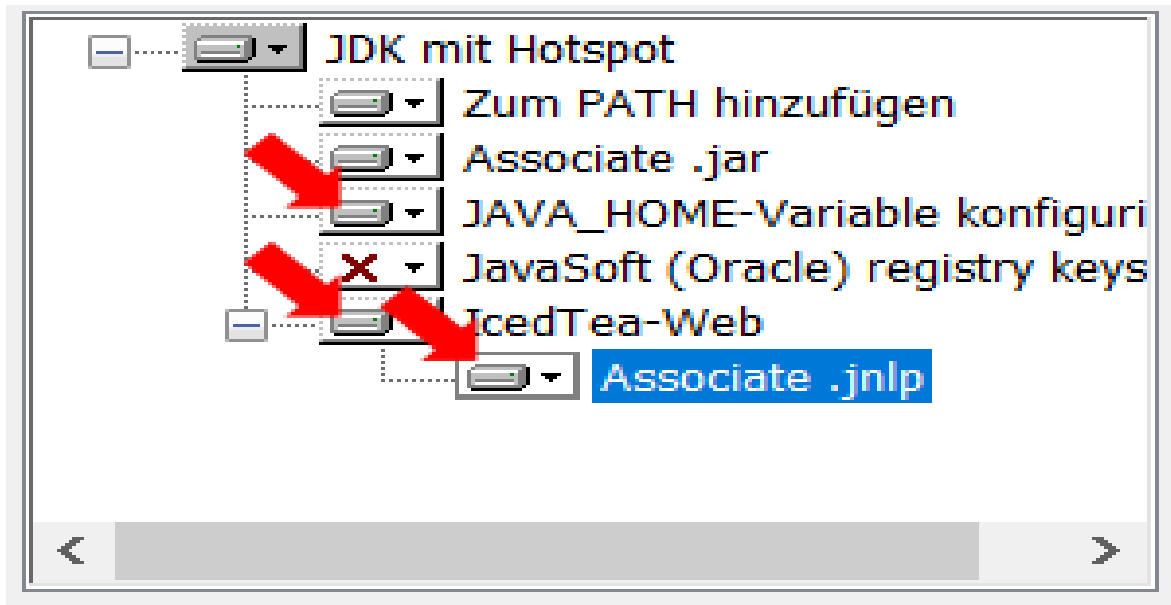 JDK mit Hotspot
Zum PATH hinzufügen
Associate .jar
JAVA_HOME-Variable konfiguri
JavaSoft (Oracle) registry keys
IcedTea-Web
Associate .jnlp